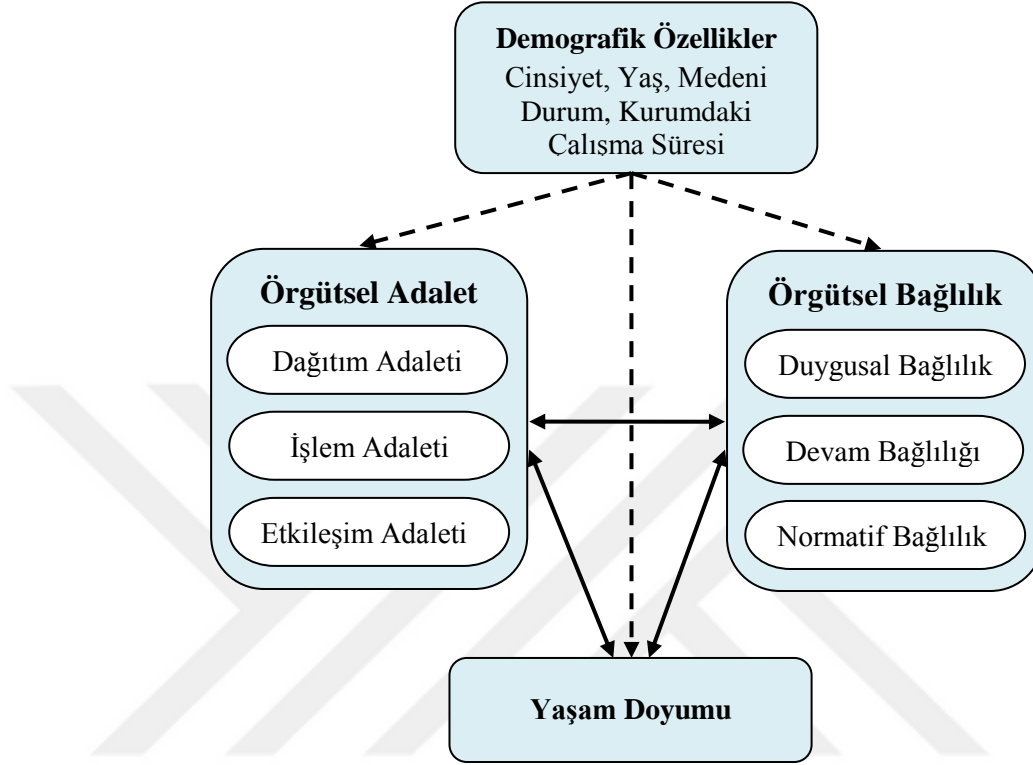 Demografik Özellikler
Cinsiyet, Yaş, Medeni
Durum, Kurumdaki
Çalışma Süresi
Örgütsel Adalet
Dağıtım Adaleti
İşlem Adaleti
Etkileşim Adaleti
Örgütsel Bağlılık
Duygusal Bağlılık
Devam Bağlılığı
Normatif Bağlılık
Yaşam Doyumu